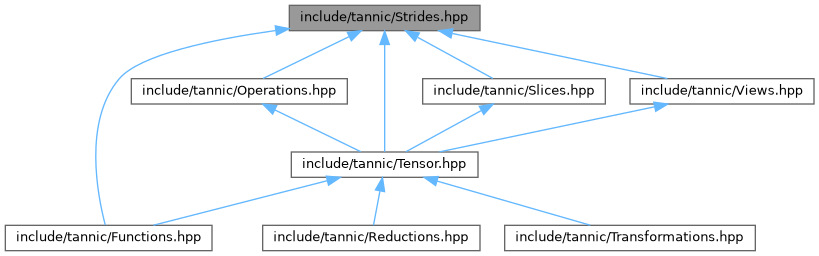 include/tannic/Strides.hpp
include/tannic/Operations.hpp
include/tannic/Slices.hpp
include/tannic/Views.hpp
include/tannic/Tensor.hpp
include/tannic/Functions.hpp
include/tannic/Reductions.hpp
include/tannic/Transformations.hpp